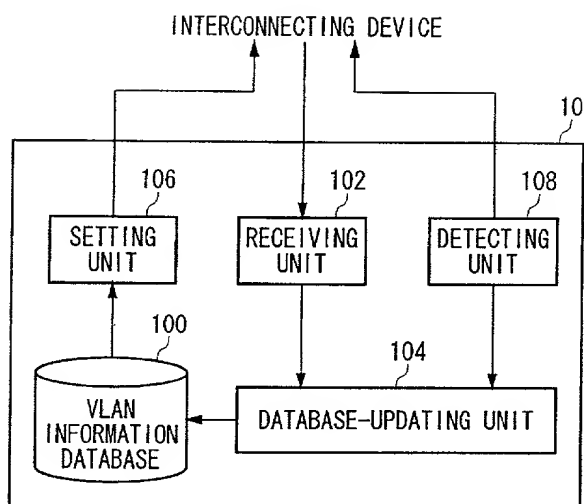 INTERCONNECTING DEVICE
10
106
102
108
SETTING
UNIT
RECEIVING
UNIT
DETECTING
UNIT
100
104
VLAN
INFORMATION
DATABASE
DATABASE-UPDATING UNIT